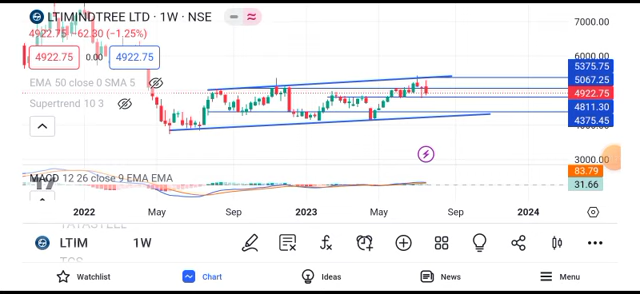 LTIMINDTREE LTD · 1W · NSE
7000.00
4922.75 −62.30 (−1.25%)
4922.75 0.00 4922.75
6000.00
5375.75
5067.25
4922.75
4811.30
4375.45
EMA 50 close 0 SMA 5
Supertrend 10 3
3000.00
MACD 12 26 close 9 EMA EMA
83.79
31.66
2022 May Sep 2023 May Sep 2024
LTIM 1W
Watchlist Chart Ideas News Menu